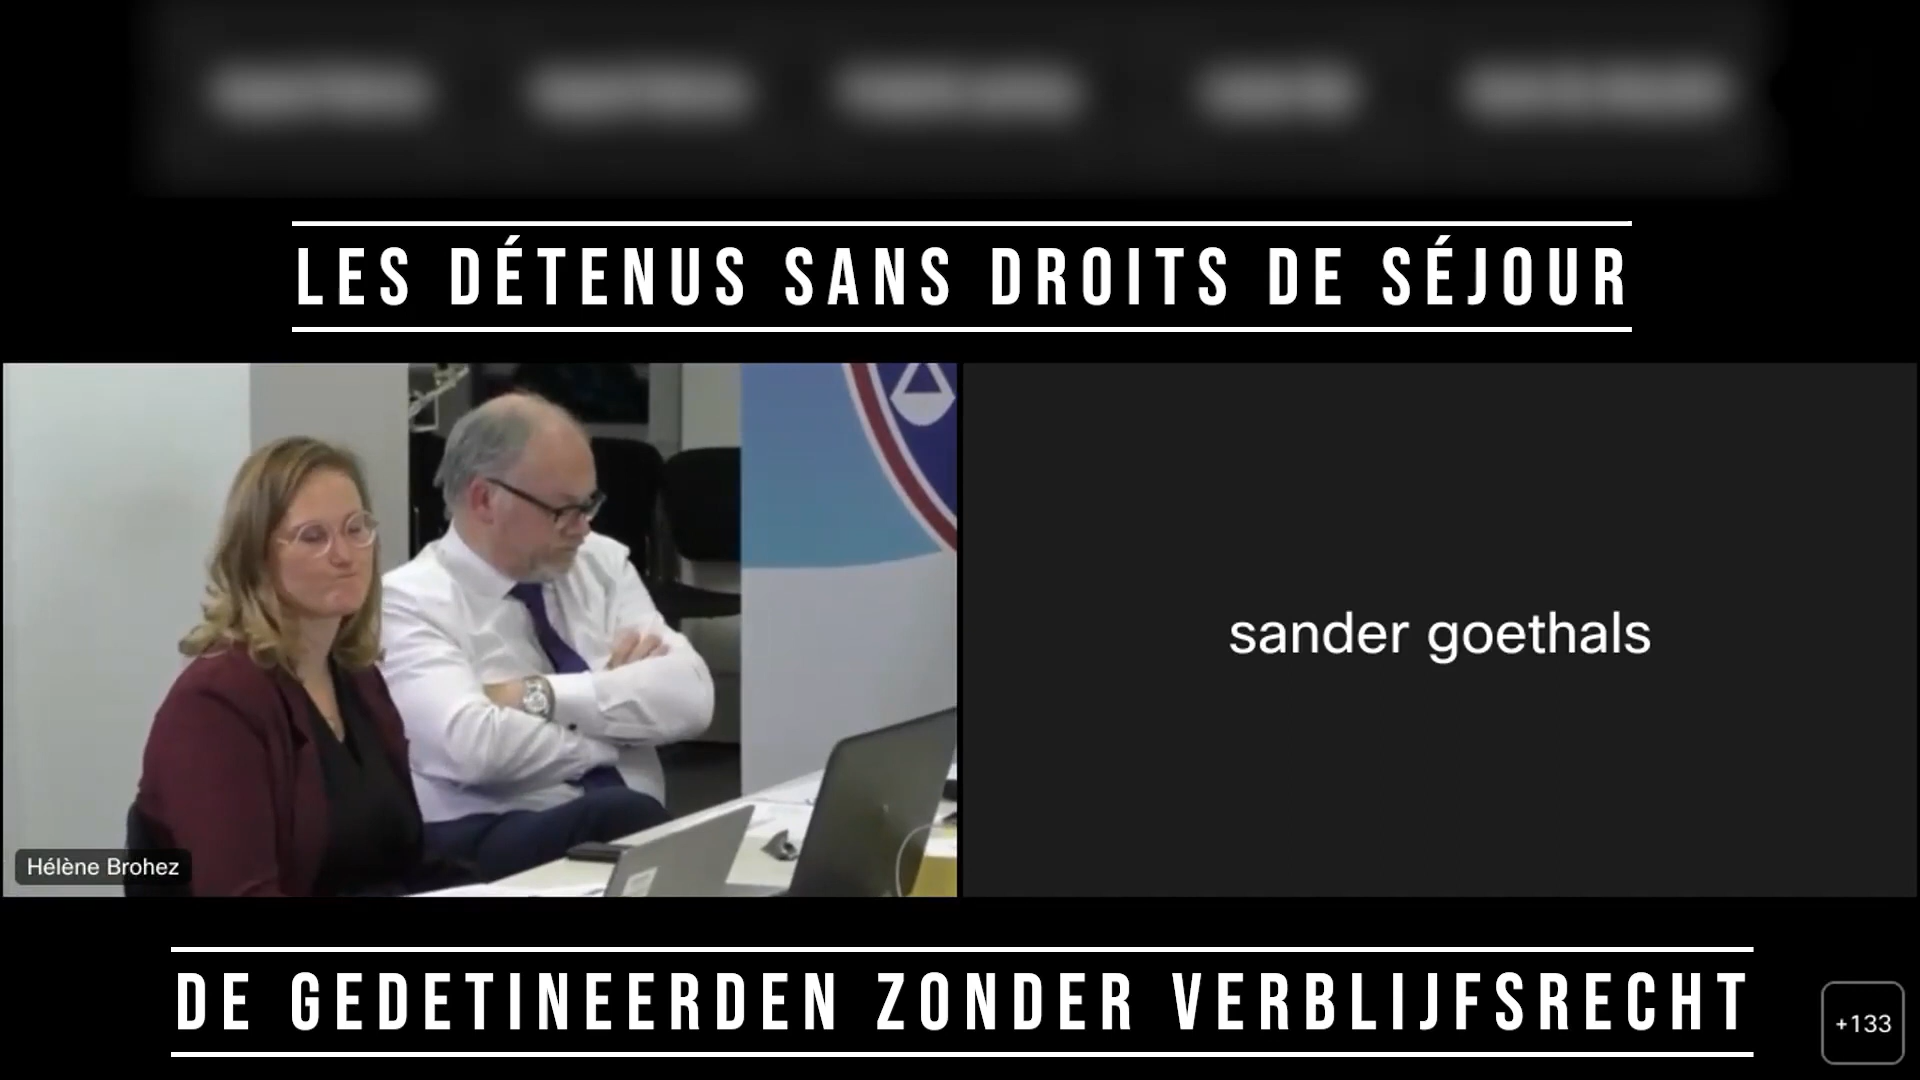 LES DÉTENUS SANS DROITS DE SÉJOUR
sander goethals
Hélène Brohez
DE GEDETINEERDEN ZONDER VERBLIJFSRECHT
+133